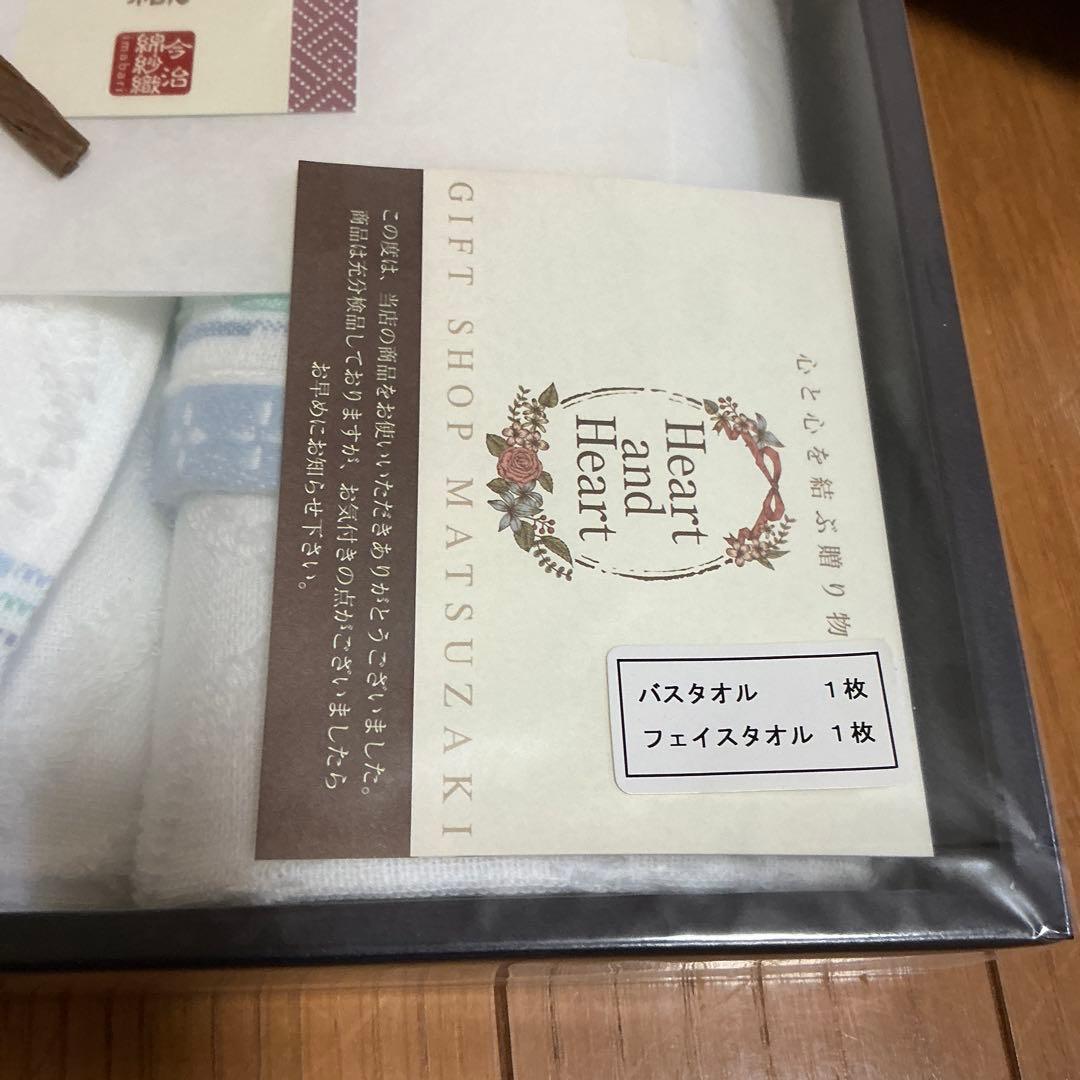 今治
綿紗織
imabari
心と心を結ぶ贈り物
Heart
and
Heart
GIFT SHOP MATSUZAKI
この度は、当店の商品をお使いいただきありがとうございました。
商品は充分検品しておりますが、お気付きの点がございましたら
お早めにお知らせ下さい。
バスタオル 1枚
フェイスタオル 1枚